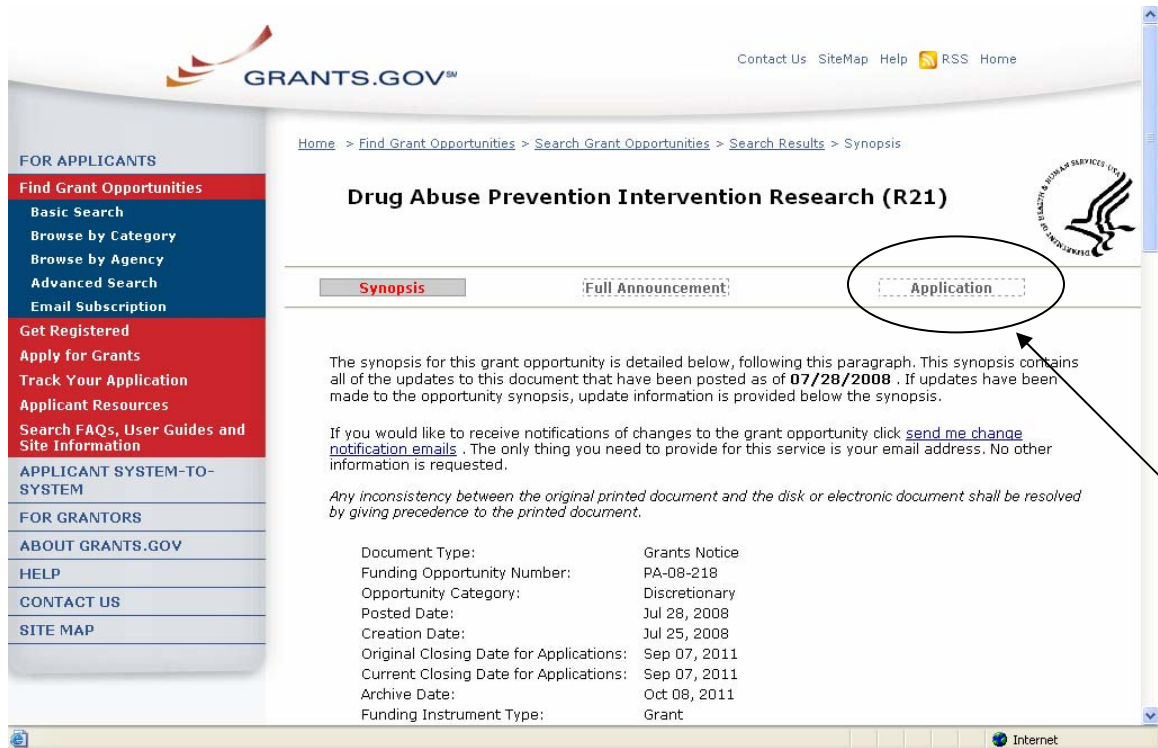 GRANTS.GOV℠
Contact Us SiteMap Help RSS Home
Home > Find Grant Opportunities > Search Grant Opportunities > Search Results > Synopsis
FOR APPLICANTS
Find Grant Opportunities
Basic Search
Browse by Category
Browse by Agency
Advanced Search
Email Subscription
Get Registered
Apply for Grants
Track Your Application
Applicant Resources
Search FAQs, User Guides and
Site Information
APPLICANT SYSTEM-TO-
SYSTEM
FOR GRANTORS
ABOUT GRANTS.GOV
HELP
CONTACT US
SITE MAP
Drug Abuse Prevention Intervention Research (R21)
DEPARTMENT OF HEALTH & HUMAN SERVICES · USA
Synopsis Full Announcement Application
The synopsis for this grant opportunity is detailed below, following this paragraph. This synopsis contains
all of the updates to this document that have been posted as of 07/28/2008 . If updates have been
made to the opportunity synopsis, update information is provided below the synopsis.
If you would like to receive notifications of changes to the grant opportunity click send me change
notification emails . The only thing you need to provide for this service is your email address. No other
information is requested.
Any inconsistency between the original printed document and the disk or electronic document shall be resolved
by giving precedence to the printed document.
Document Type: Grants Notice
Funding Opportunity Number: PA-08-218
Opportunity Category: Discretionary
Posted Date: Jul 28, 2008
Creation Date: Jul 25, 2008
Original Closing Date for Applications: Sep 07, 2011
Current Closing Date for Applications: Sep 07, 2011
Archive Date: Oct 08, 2011
Funding Instrument Type: Grant
Internet